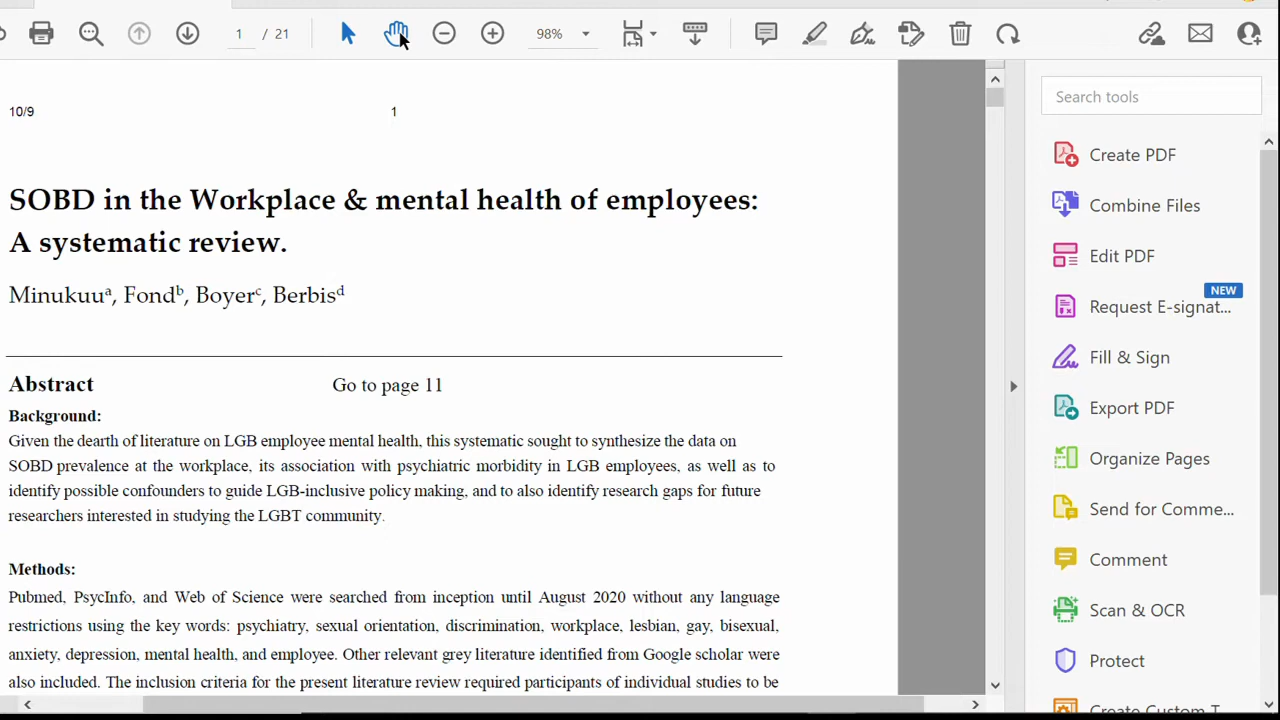 1 / 21
98%
10/9
1
SOBD in the Workplace & mental health of employees:
A systematic review.
Minukuuᵃ, Fondᵇ, Boyerᶜ, Berbisᵈ
Abstract Go to page 11
Background:
Given the dearth of literature on LGB employee mental health, this systematic sought to synthesize the data on
SOBD prevalence at the workplace, its association with psychiatric morbidity in LGB employees, as well as to
identify possible confounders to guide LGB-inclusive policy making, and to also identify research gaps for future
researchers interested in studying the LGBT community.
Methods:
Pubmed, PsycInfo, and Web of Science were searched from inception until August 2020 without any language
restrictions using the key words: psychiatry, sexual orientation, discrimination, workplace, lesbian, gay, bisexual,
anxiety, depression, mental health, and employee. Other relevant grey literature identified from Google scholar were
also included. The inclusion criteria for the present literature review required participants of individual studies to be
Search tools
Create PDF
Combine Files
Edit PDF
NEW
Request E-signat...
Fill & Sign
Export PDF
Organize Pages
Send for Comme...
Comment
Scan & OCR
Protect
Create Custom T...